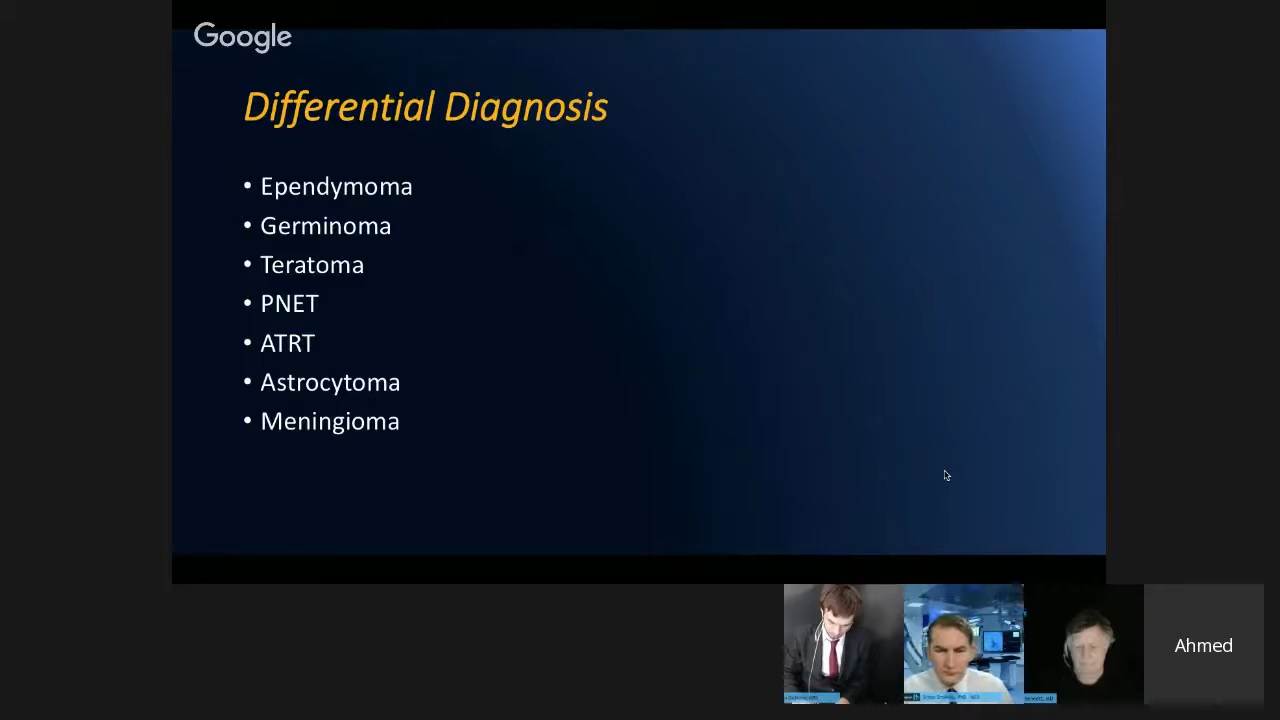 Google
Differential Diagnosis
• Ependymoma
• Germinoma
• Teratoma
• PNET
• ATRT
• Astrocytoma
• Meningioma
Ahmed